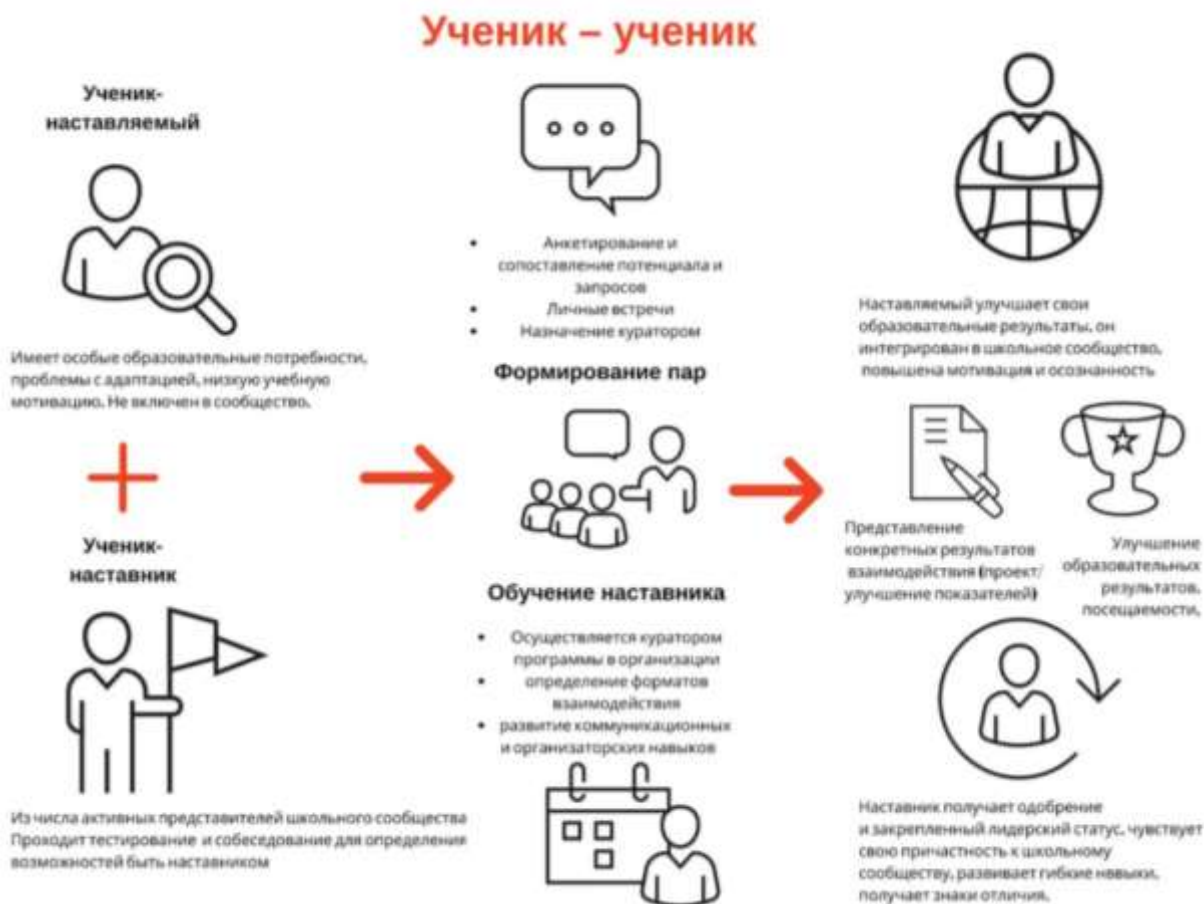 Ученик – ученик
Ученик-
наставляемый
Имеет особые образовательные потребности,
проблемы с адаптацией, низкую учебную
мотивацию. Не включен в сообщество.
Ученик-
наставник
Из числа активных представителей школьного сообщества
Проходит тестирование и собеседование для определения
возможностей быть наставником
• Анкетирование и
сопоставление потенциала и
запросов
• Личные встречи
• Назначение куратором
Формирование пар
Обучение наставника
• Осуществляется куратором
программы в организации
• определение форматов
взаимодействия
• развитие коммуникационных
и организаторских навыков
Наставляемый улучшает свои
образовательные результаты, он
интегрирован в школьное сообщество,
повышена мотивация и осознанность
Представление
конкретных результатов
взаимодействия (проект/
улучшение показателей)
Улучшение
образовательных
результатов,
посещаемости.
Наставник получает одобрение
и закрепленный лидерский статус, чувствует
свою причастность к школьному
сообществу, развивает гибкие неввыки,
получает знаки отличия.